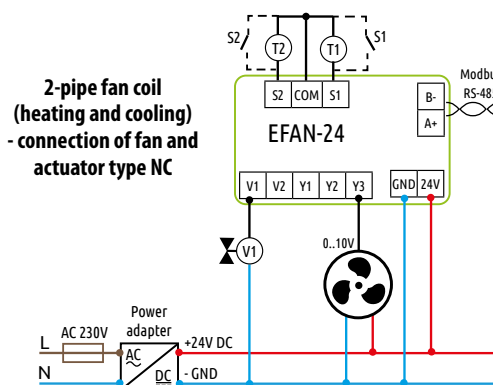 S2 S1
T2 T1
2-pipe fan coil
(heating and cooling)
- connection of fan and
actuator type NC
S2 COM S1
EFAN-24
B-
A+
Modbu
RS-48
V1 V2 Y1 Y2 Y3
GND 24V
V1
0..10V
L
AC 230V
Power
adapter
AC
DC
+24V DC
- GND
N